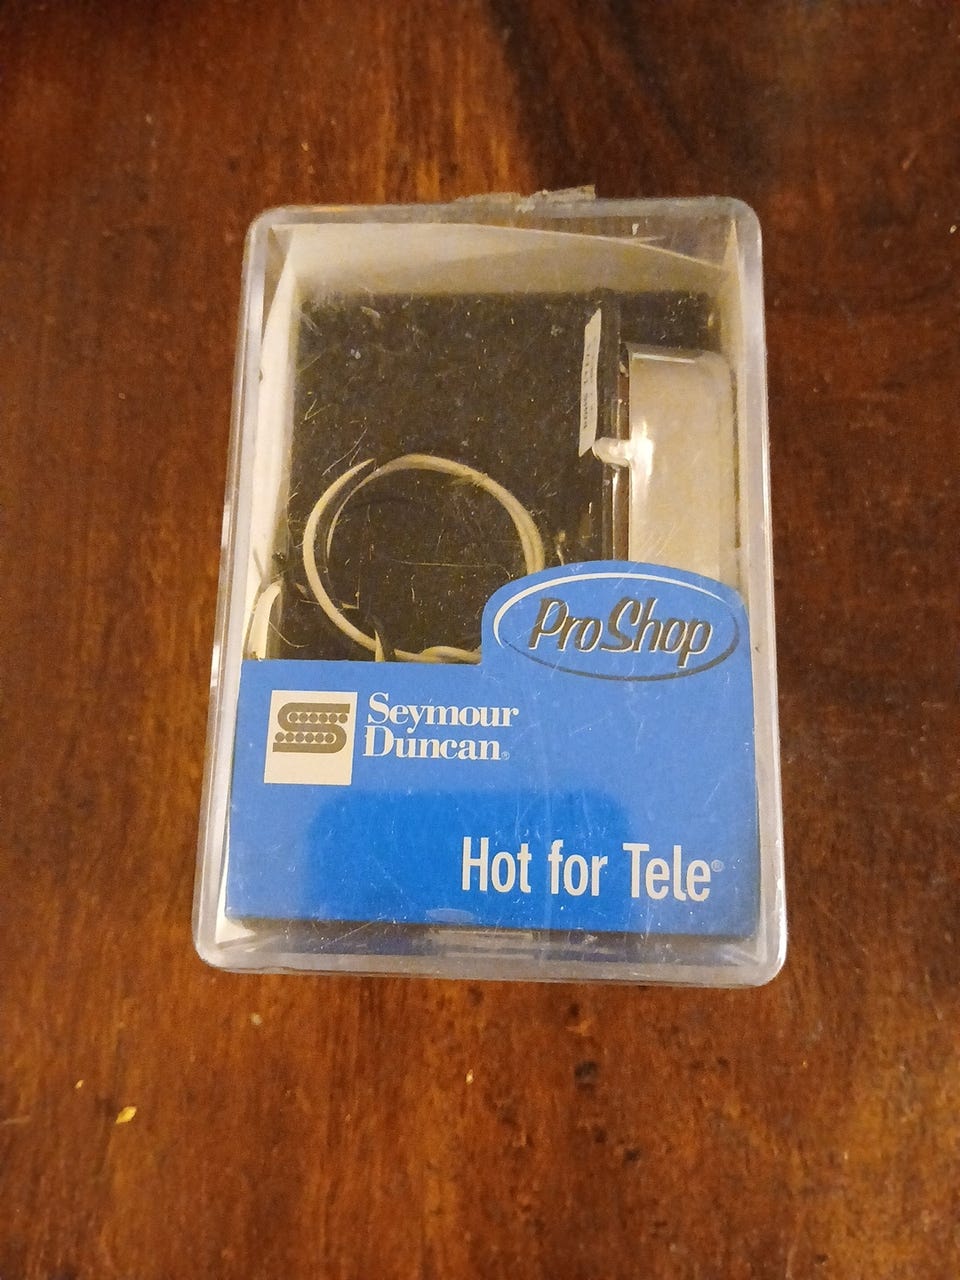 ProShop
Seymour
Duncan®
Hot for Tele®